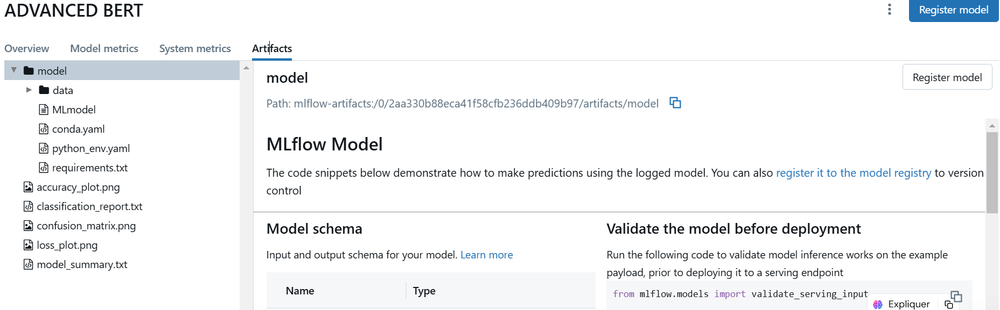 ADVANCED BERT
Register model
Overview
Model metrics
System metrics
Artifacts
model
data
MLmodel
conda.yaml
python_env.yaml
requirements.txt
accuracy_plot.png
classification_report.txt
confusion_matrix.png
loss_plot.png
model_summary.txt
model
Register model
Path: mlflow-artifacts:/0/2aa330b88eca41f58cfb236ddb409b97/artifacts/model
MLflow Model
The code snippets below demonstrate how to make predictions using the logged model. You can also register it to the model registry to version
control
Model schema
Input and output schema for your model. Learn more
Name
Type
Validate the model before deployment
Run the following code to validate model inference works on the example
payload, prior to deploying it to a serving endpoint
from mlflow.models import validate_serving_input
Expliquer